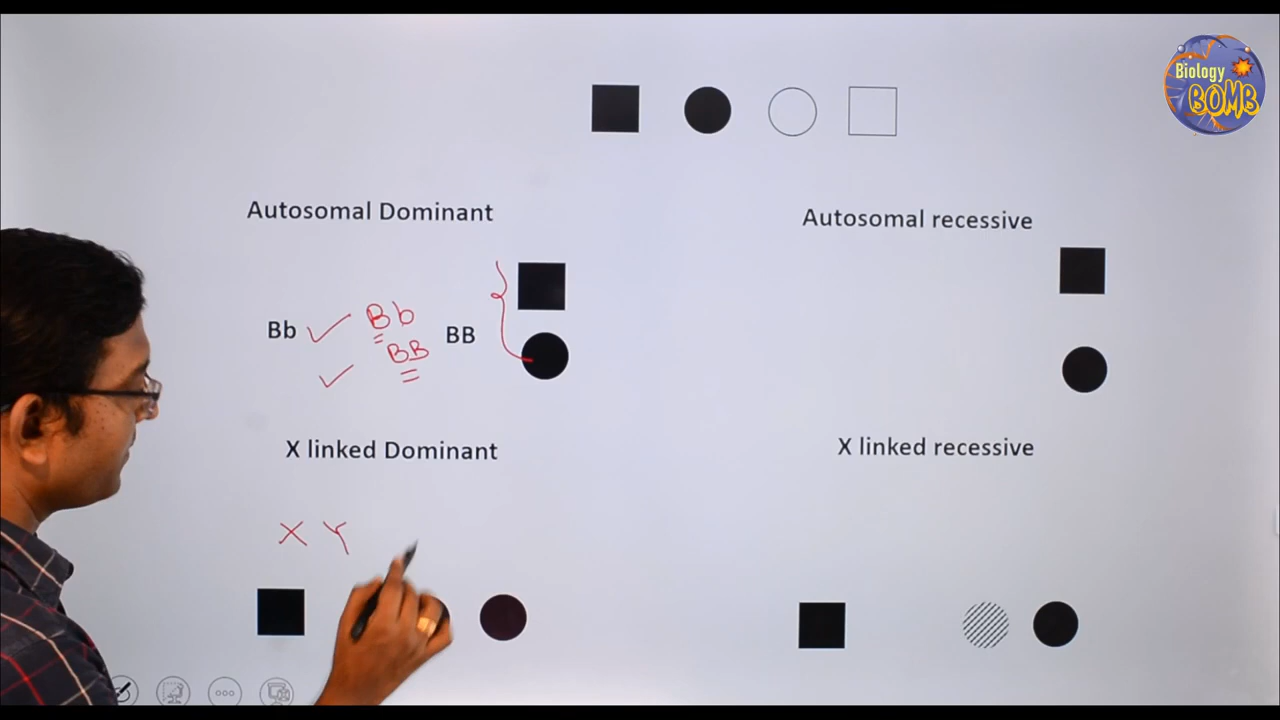 Biology
BOMB
Autosomal Dominant
Autosomal recessive
Bb
Bb
BB
BB
X linked Dominant
X linked recessive
X Y